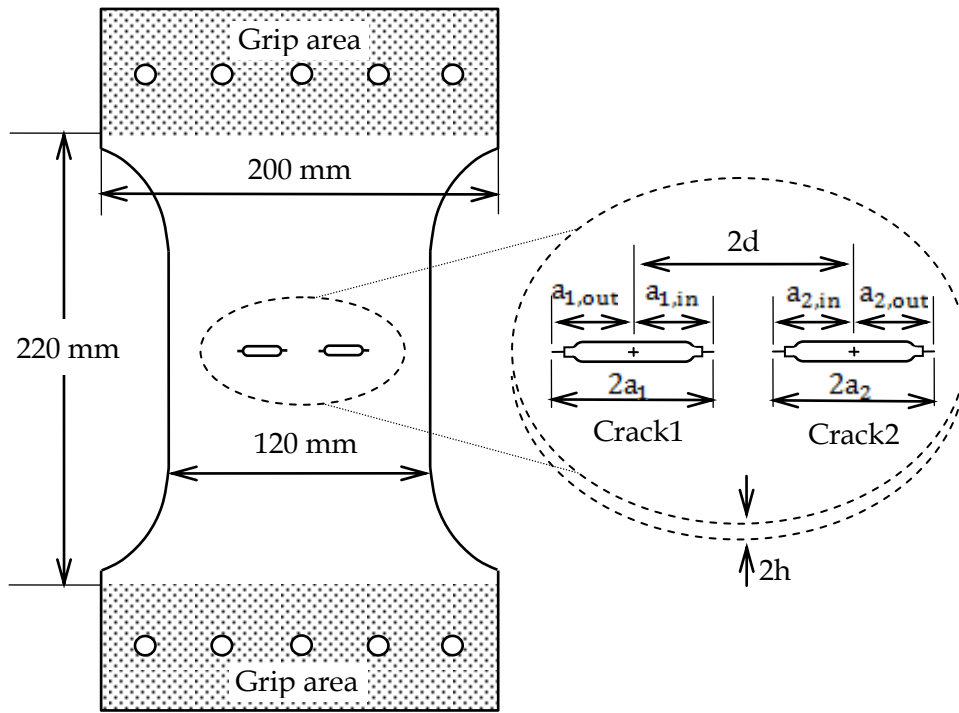 Grip area
200 mm
2d
a1,out
a1,in
a2,in
a2,out
220 mm
2a1
2a2
Crack1
Crack2
120 mm
2h
Grip area